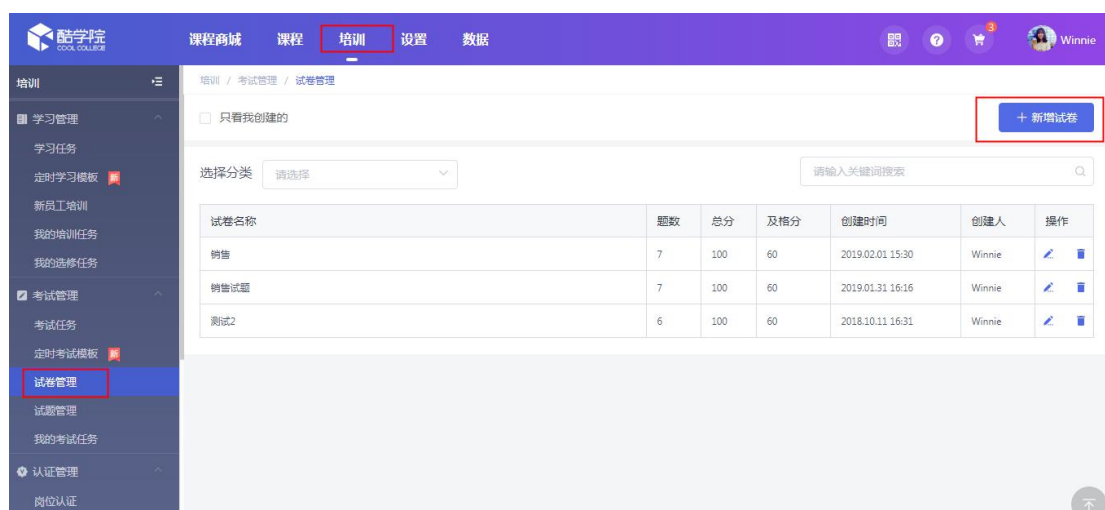 酷学院 课程商城 课程 培训 设置 数据 3 Winnie
COOL COLLEGE
培训 培训 / 考试管理 / 试卷管理
学习管理 只看我创建的 + 新增试卷
学习任务
定时学习模板 新 选择分类 请选择 请输入关键词搜索
新员工培训
我的培训任务
我的选修任务
考试管理
考试任务
定时考试模板 新
试卷管理
试题管理
我的考试任务
认证管理
岗位认证
试卷名称 题数 总分 及格分 创建时间 创建人 操作
销售 7 100 60 2019.02.01 15:30 Winnie
销售试题 7 100 60 2019.01.31 16:16 Winnie
测试2 6 100 60 2018.10.11 16:31 Winnie